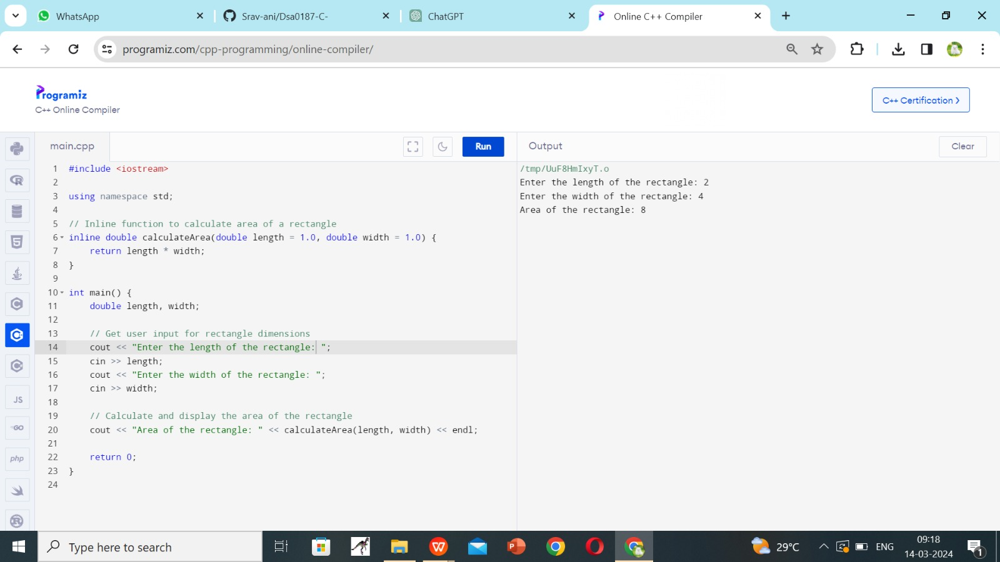 WhatsApp
Srav-ani/Dsa0187-C-
ChatGPT
Online C++ Compiler
programiz.com/cpp-programming/online-compiler/
Programiz
C++ Online Compiler
C++ Certification >
main.cpp
Run
Output
Clear
1 #include <iostream>
2
3 using namespace std;
4
5 // Inline function to calculate area of a rectangle
6 inline double calculateArea(double length = 1.0, double width = 1.0) {
7 return length * width;
8 }
9
10 int main() {
11 double length, width;
12
13 // Get user input for rectangle dimensions
14 cout << "Enter the length of the rectangle: ";
15 cin >> length;
16 cout << "Enter the width of the rectangle: ";
17 cin >> width;
18
19 // Calculate and display the area of the rectangle
20 cout << "Area of the rectangle: " << calculateArea(length, width) << endl;
21
22 return 0;
23 }
24
/tmp/UuF8HmIxyT.o
Enter the length of the rectangle: 2
Enter the width of the rectangle: 4
Area of the rectangle: 8
R
5
C
JS
GO
php
Type here to search
29°C
ENG
09:18
14-03-2024
1